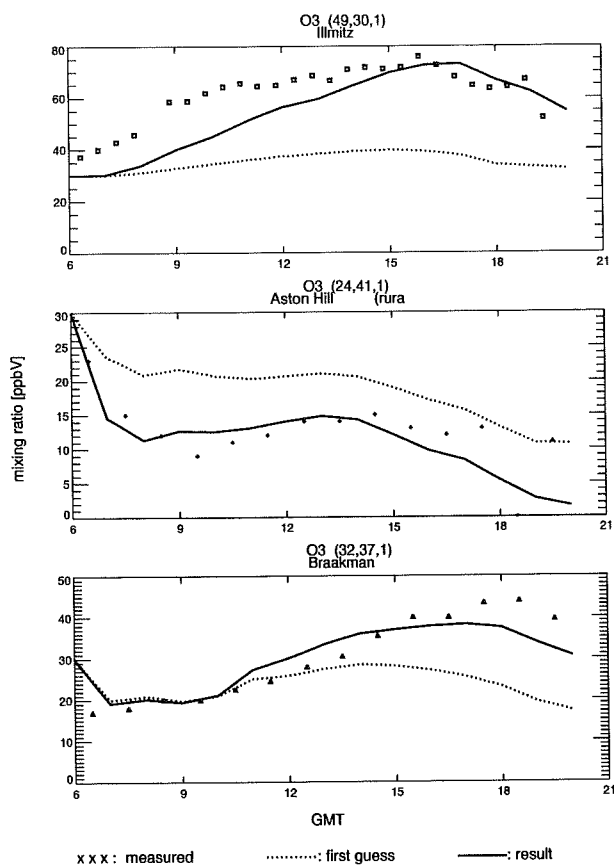 O3 (49,30,1)
Illmitz
80
60
40
20
0
6 9 12 15 18 21
O3 (24,41,1)
Aston Hill (rura
30
25
20
15
10
5
0
6 9 12 15 18 21
mixing ratio [ppbV]
O3 (32,37,1)
Braakman
50
40
30
20
10
0
6 9 12 15 18 21
GMT
x x x : measured ........: first guess ———: result